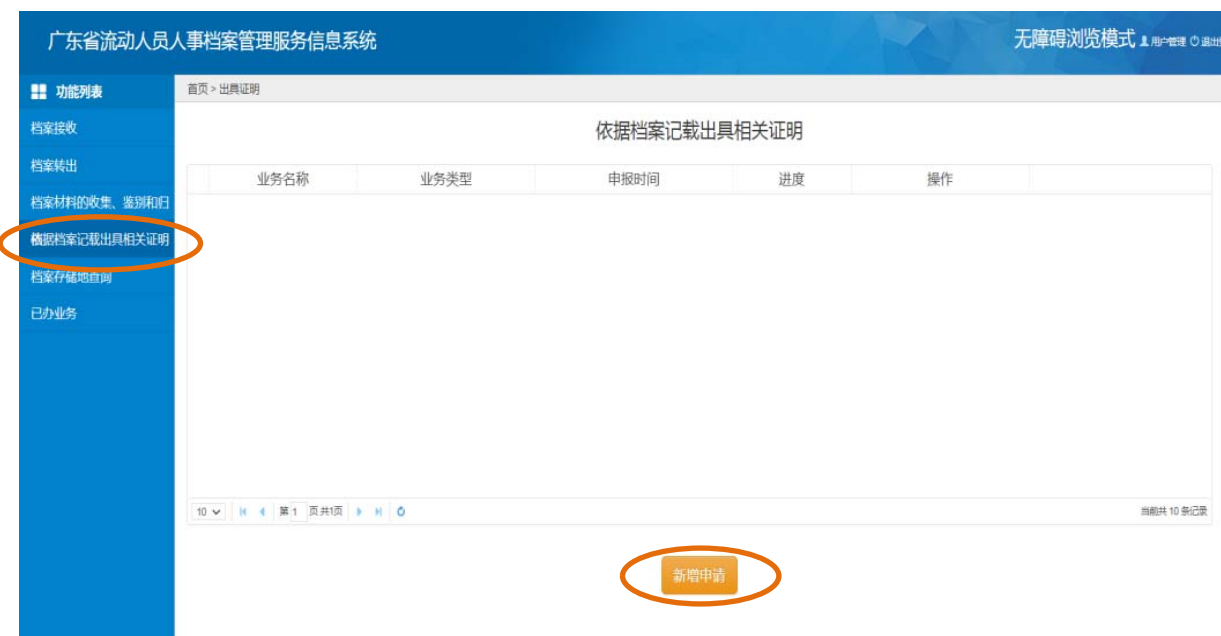 广东省流动人员人事档案管理服务信息系统
无障碍浏览模式 用户管理 退出
功能列表
首页 > 出具证明
档案接收
档案转出
档案材料的收集、鉴别和归
依据档案记载出具相关证明
档案存储地查询
已办业务
依据档案记载出具相关证明
业务名称 业务类型 申报时间 进度 操作
10 第 1 页共1页
当前共 10 条记录
新增申请